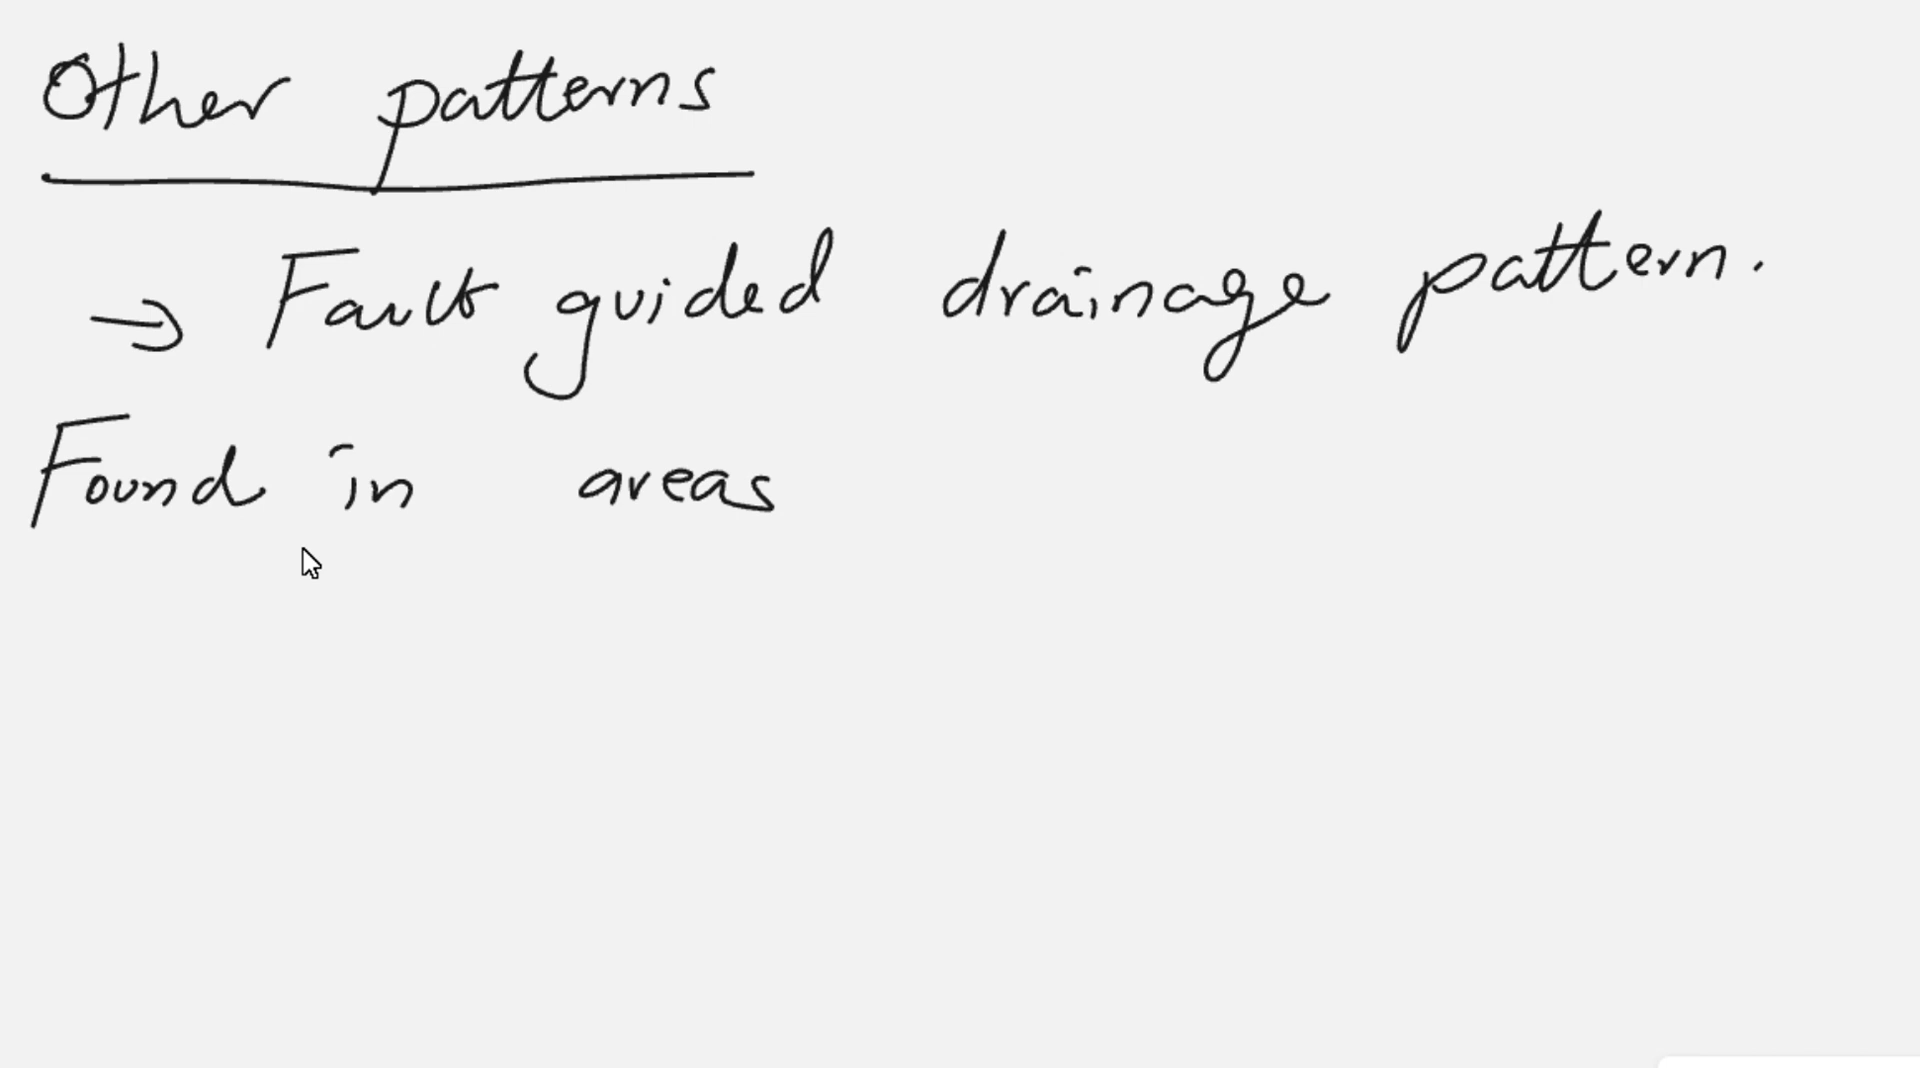 Other patterns
→ Fault guided drainage pattern.
Found in areas